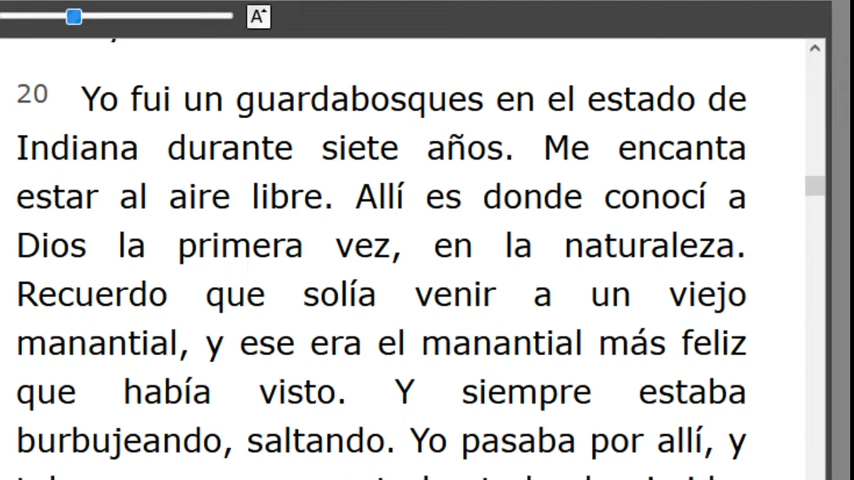 A
20 Yo fui un guardabosques en el estado de
Indiana durante siete años. Me encanta
estar al aire libre. Allí es donde conocí a
Dios la primera vez, en la naturaleza.
Recuerdo que solía venir a un viejo
manantial, y ese era el manantial más feliz
que había visto. Y siempre estaba
burbujeando, saltando. Yo pasaba por allí, y